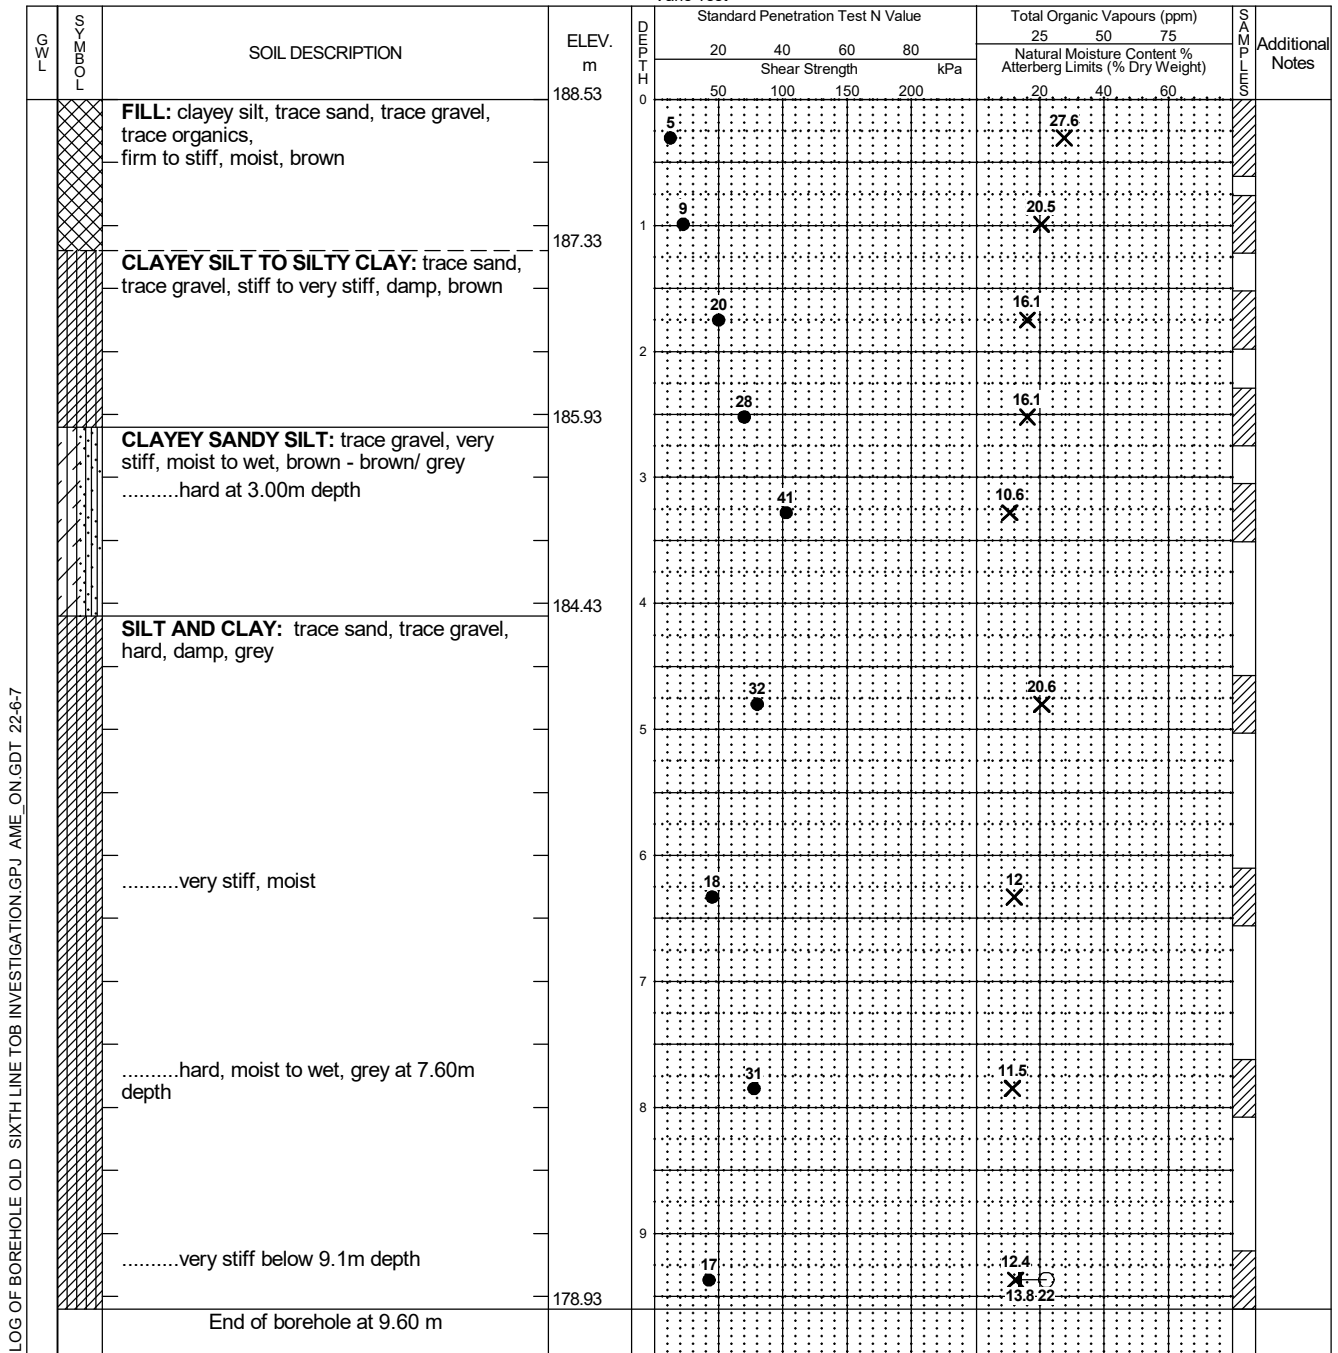 Standard Penetration Test N Value
Total Organic Vapours (ppm)
GWL
SYMBOL
SOIL DESCRIPTION
ELEV.
m
DEPTH
20 40 60 80
25 50 75
Natural Moisture Content %
Atterberg Limits (% Dry Weight)
SAMPLES
Additional
Notes
Shear Strength kPa
50 100 150 200
20 40 60
188.53
0
FILL: clayey silt, trace sand, trace gravel,
trace organics,
firm to stiff, moist, brown
5
27.6
9
20.5
1
187.33
CLAYEY SILT TO SILTY CLAY: trace sand,
trace gravel, stiff to very stiff, damp, brown
20
16.1
2
28
16.1
185.93
CLAYEY SANDY SILT: trace gravel, very
stiff, moist to wet, brown - brown/ grey
..........hard at 3.00m depth
3
41
10.6
4
184.43
SILT AND CLAY: trace sand, trace gravel,
hard, damp, grey
32
20.6
5
6
..........very stiff, moist
18
12
7
..........hard, moist to wet, grey at 7.60m
depth
31
11.5
8
9
..........very stiff below 9.1m depth
17
12.4
13.8 22
178.93
End of borehole at 9.60 m
LOG OF BOREHOLE OLD SIXTH LINE TOB INVESTIGATION.GPJ AME_ON.GDT 22-6-7